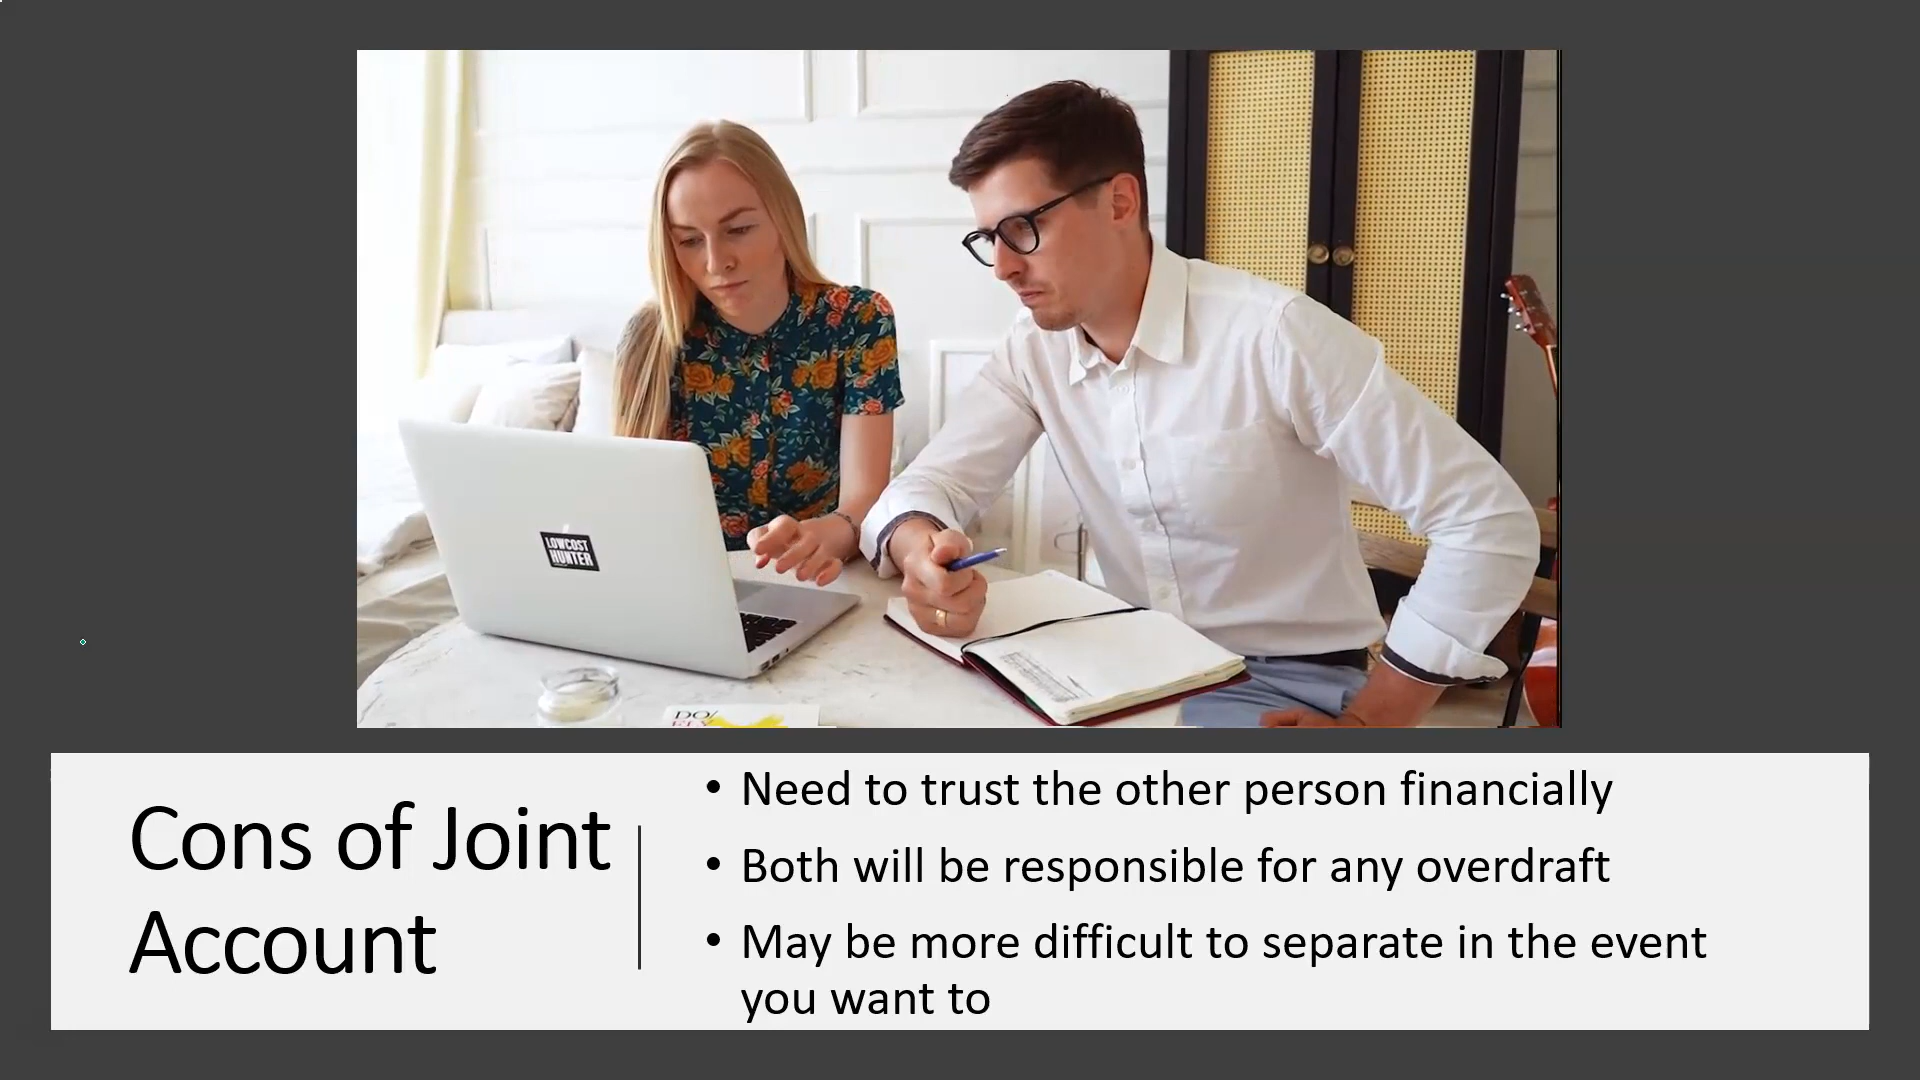 LOWCOST
HUNTER
DO/
Cons of Joint
Account
• Need to trust the other person financially
• Both will be responsible for any overdraft
• May be more difficult to separate in the event
you want to